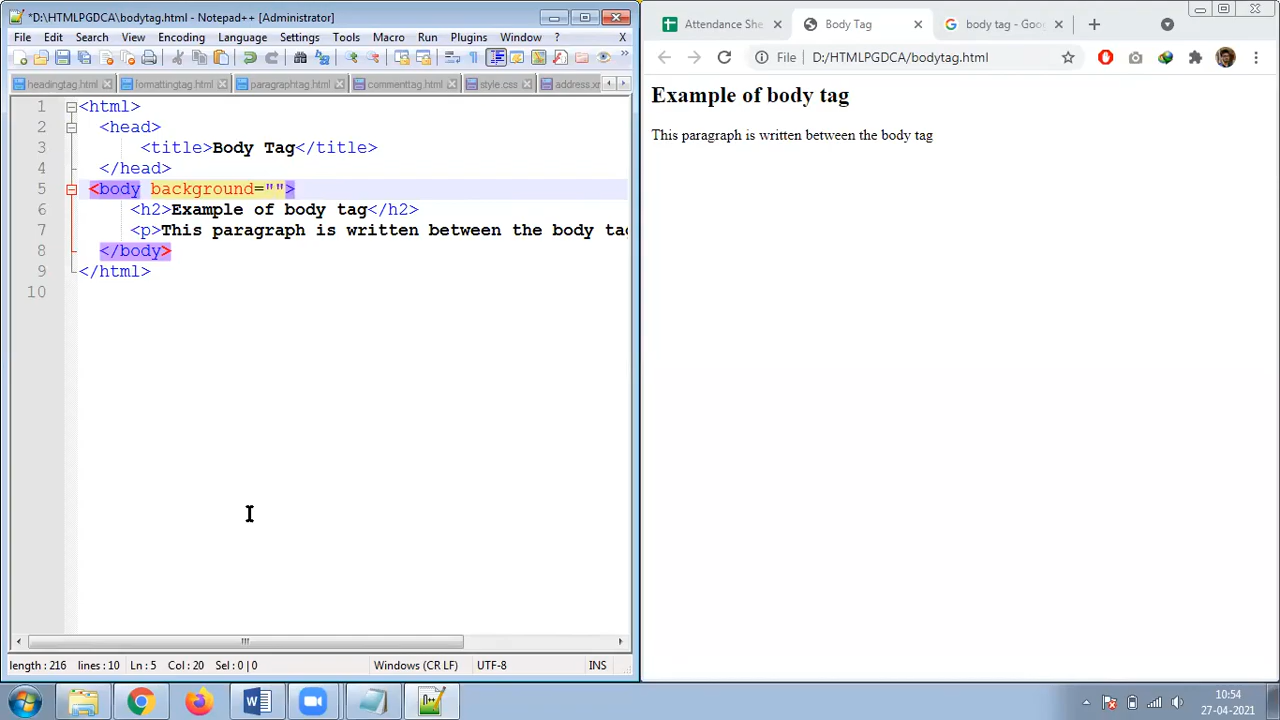 *D:\HTMLPGDCA\bodytag.html - Notepad++ [Administrator]
File Edit Search View Encoding Language Settings Tools Macro Run Plugins Window ? X
headingtag.html formattingtag.html paragraphtag.html commenttag.html style.css address.xr
1 <html>
2 <head>
3 <title>Body Tag</title>
4 </head>
5 <body background="">
6 <h2>Example of body tag</h2>
7 <p>This paragraph is written between the body tag
8 </body>
9 </html>
10
length : 216 lines : 10 Ln : 5 Col : 20 Sel : 0 | 0 Windows (CR LF) UTF-8 INS
Attendance She Body Tag body tag - Goo
File D:/HTMLPGDCA/bodytag.html
Example of body tag
This paragraph is written between the body tag
10:54
27-04-2021